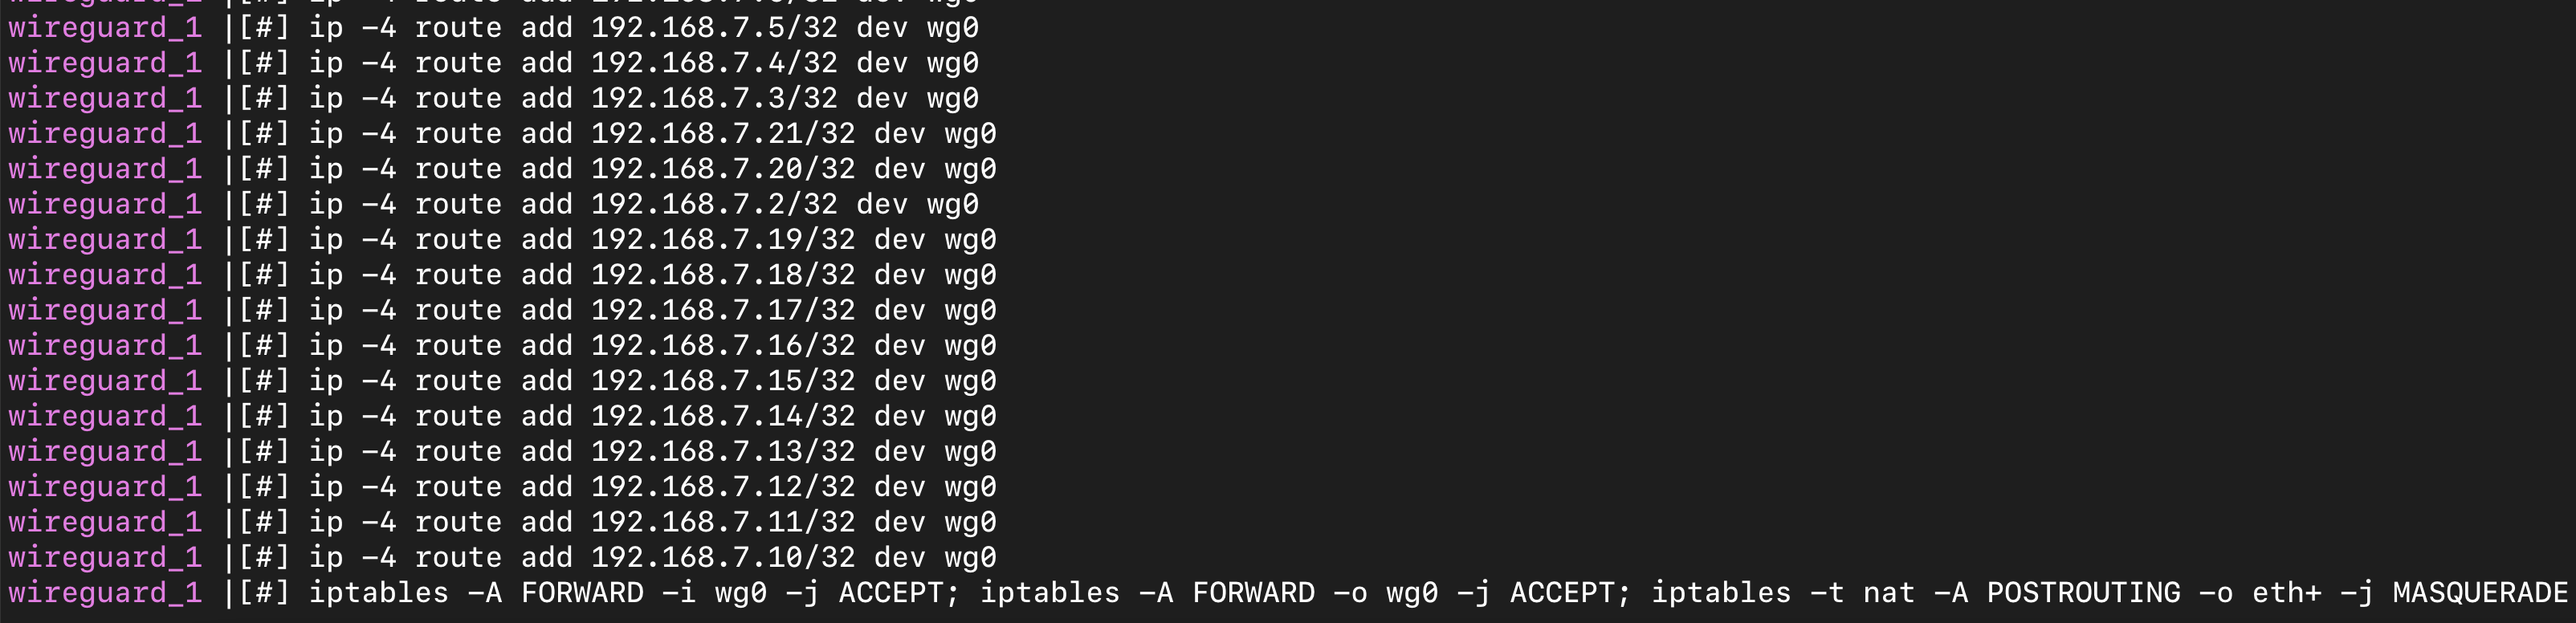 wireguard_1 |[#] ip -4 route add 192.168.7.5/32 dev wg0
wireguard_1 |[#] ip -4 route add 192.168.7.4/32 dev wg0
wireguard_1 |[#] ip -4 route add 192.168.7.3/32 dev wg0
wireguard_1 |[#] ip -4 route add 192.168.7.21/32 dev wg0
wireguard_1 |[#] ip -4 route add 192.168.7.20/32 dev wg0
wireguard_1 |[#] ip -4 route add 192.168.7.2/32 dev wg0
wireguard_1 |[#] ip -4 route add 192.168.7.19/32 dev wg0
wireguard_1 |[#] ip -4 route add 192.168.7.18/32 dev wg0
wireguard_1 |[#] ip -4 route add 192.168.7.17/32 dev wg0
wireguard_1 |[#] ip -4 route add 192.168.7.16/32 dev wg0
wireguard_1 |[#] ip -4 route add 192.168.7.15/32 dev wg0
wireguard_1 |[#] ip -4 route add 192.168.7.14/32 dev wg0
wireguard_1 |[#] ip -4 route add 192.168.7.13/32 dev wg0
wireguard_1 |[#] ip -4 route add 192.168.7.12/32 dev wg0
wireguard_1 |[#] ip -4 route add 192.168.7.11/32 dev wg0
wireguard_1 |[#] ip -4 route add 192.168.7.10/32 dev wg0
wireguard_1 |[#] iptables -A FORWARD -i wg0 -j ACCEPT; iptables -A FORWARD -o wg0 -j ACCEPT; iptables -t nat -A POSTROUTING -o eth+ -j MASQUERADE